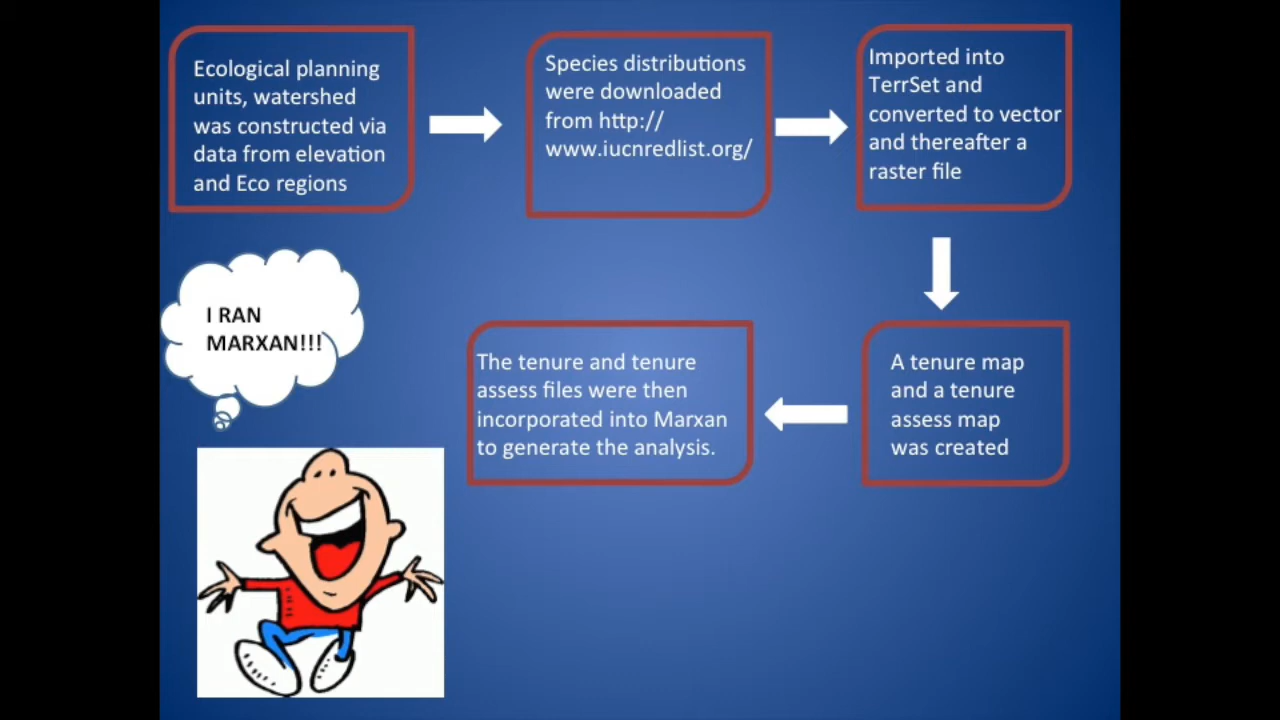 Ecological planning
units, watershed
was constructed via
data from elevation
and Eco regions
Species distributions
were downloaded
from http://
www.iucnredlist.org/
Imported into
TerrSet and
converted to vector
and thereafter a
raster file
A tenure map
and a tenure
assess map
was created
The tenure and tenure
assess files were then
incorporated into Marxan
to generate the analysis.
I RAN
MARXAN!!!